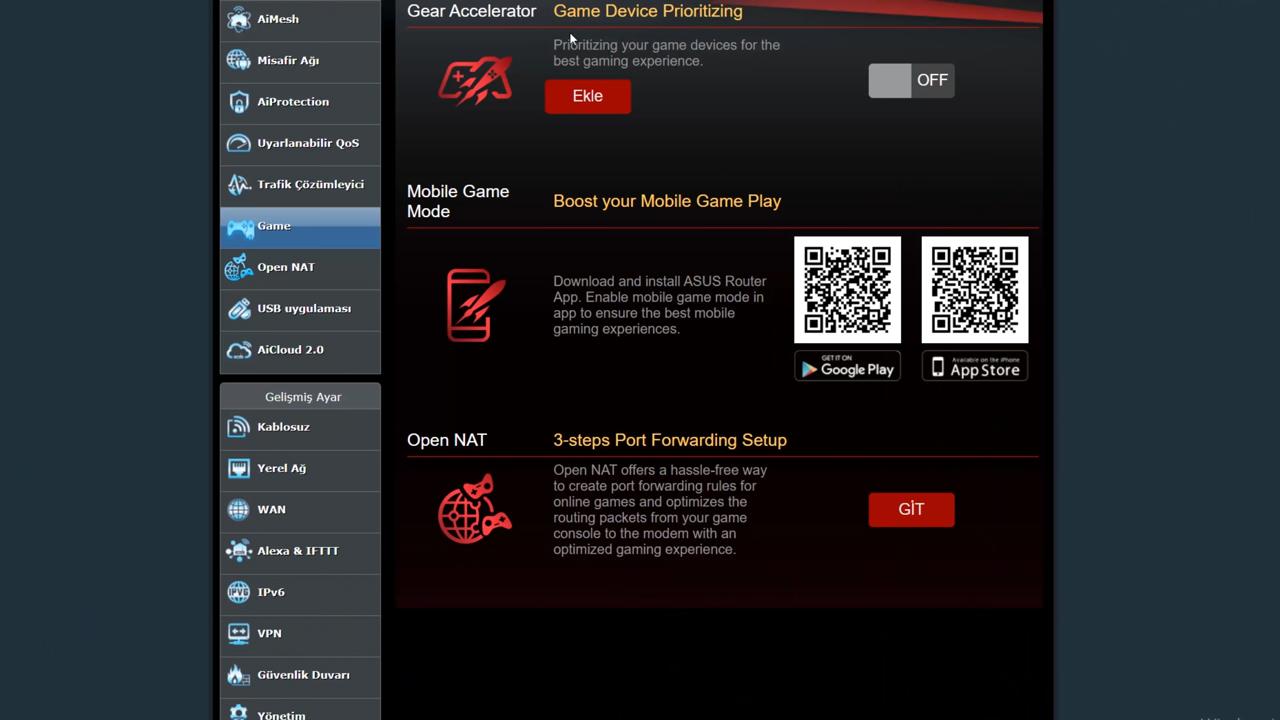 AiMesh
Misafir Ağı
AiProtection
Uyarlanabilir QoS
Trafik Çözümleyici
Game
Open NAT
USB uygulaması
AiCloud 2.0
Gelişmiş Ayar
Kablosuz
Yerel Ağ
WAN
Alexa & IFTTT
IPv6
VPN
Güvenlik Duvarı
Yönetim
Gear Accelerator
Game Device Prioritizing
Prioritizing your game devices for the
best gaming experience.
Ekle
OFF
Mobile Game
Mode
Boost your Mobile Game Play
Download and install ASUS Router
App. Enable mobile game mode in
app to ensure the best mobile
gaming experiences.
GET IT ON
Google Play
Available on the iPhone
App Store
Open NAT
3-steps Port Forwarding Setup
Open NAT offers a hassle-free way
to create port forwarding rules for
online games and optimizes the
routing packets from your game
console to the modem with an
optimized gaming experience.
GİT